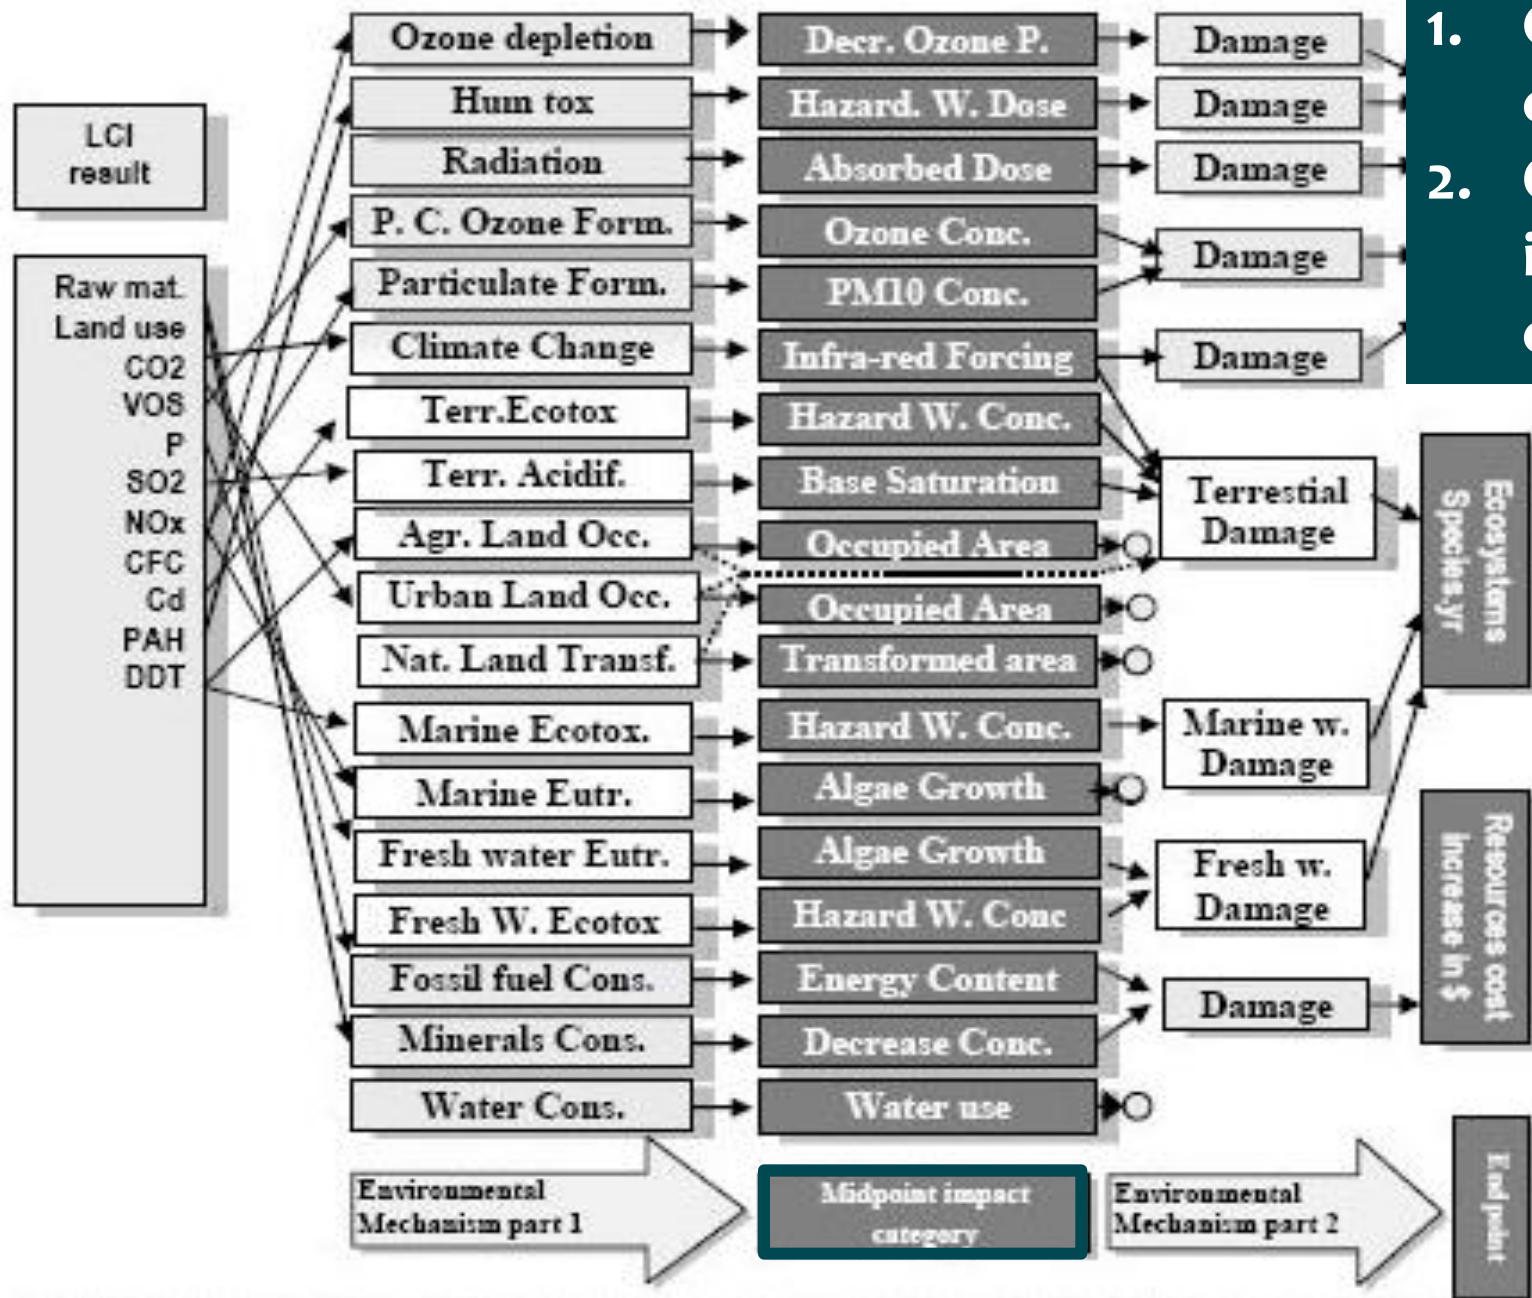 LCI
result
Raw mat.
Land use
CO2
VOS
P
SO2
NOx
CFC
Cd
PAH
DDT
Ozone depletion
Hum tox
Radiation
P. C. Ozone Form.
Particulate Form.
Climate Change
Terr.Ecotox
Terr. Acidif.
Agr. Land Occ.
Urban Land Occ.
Nat. Land Transf.
Marine Ecotox.
Marine Eutr.
Fresh water Eutr.
Fresh W. Ecotox
Fossil fuel Cons.
Minerals Cons.
Water Cons.
Decr. Ozone P.
Hazard. W. Dose
Absorbed Dose
Ozone Conc.
PM10 Conc.
Infra-red Forcing
Hazard W. Conc.
Base Saturation
Occupied Area
Occupied Area
Transformed area
Hazard W. Conc.
Algae Growth
Algae Growth
Hazard W. Conc
Energy Content
Decrease Conc.
Water use
Damage
Damage
Damage
Damage
Damage
Terrestial
Damage
Marine w.
Damage
Fresh w.
Damage
Damage
1.
2.
Ecosystems
Species.yr
Resources cost
increase in $
Environmental
Mechanism part 1
Midpoint impact
category
Environmental
Mechanism part 2
Endpoint